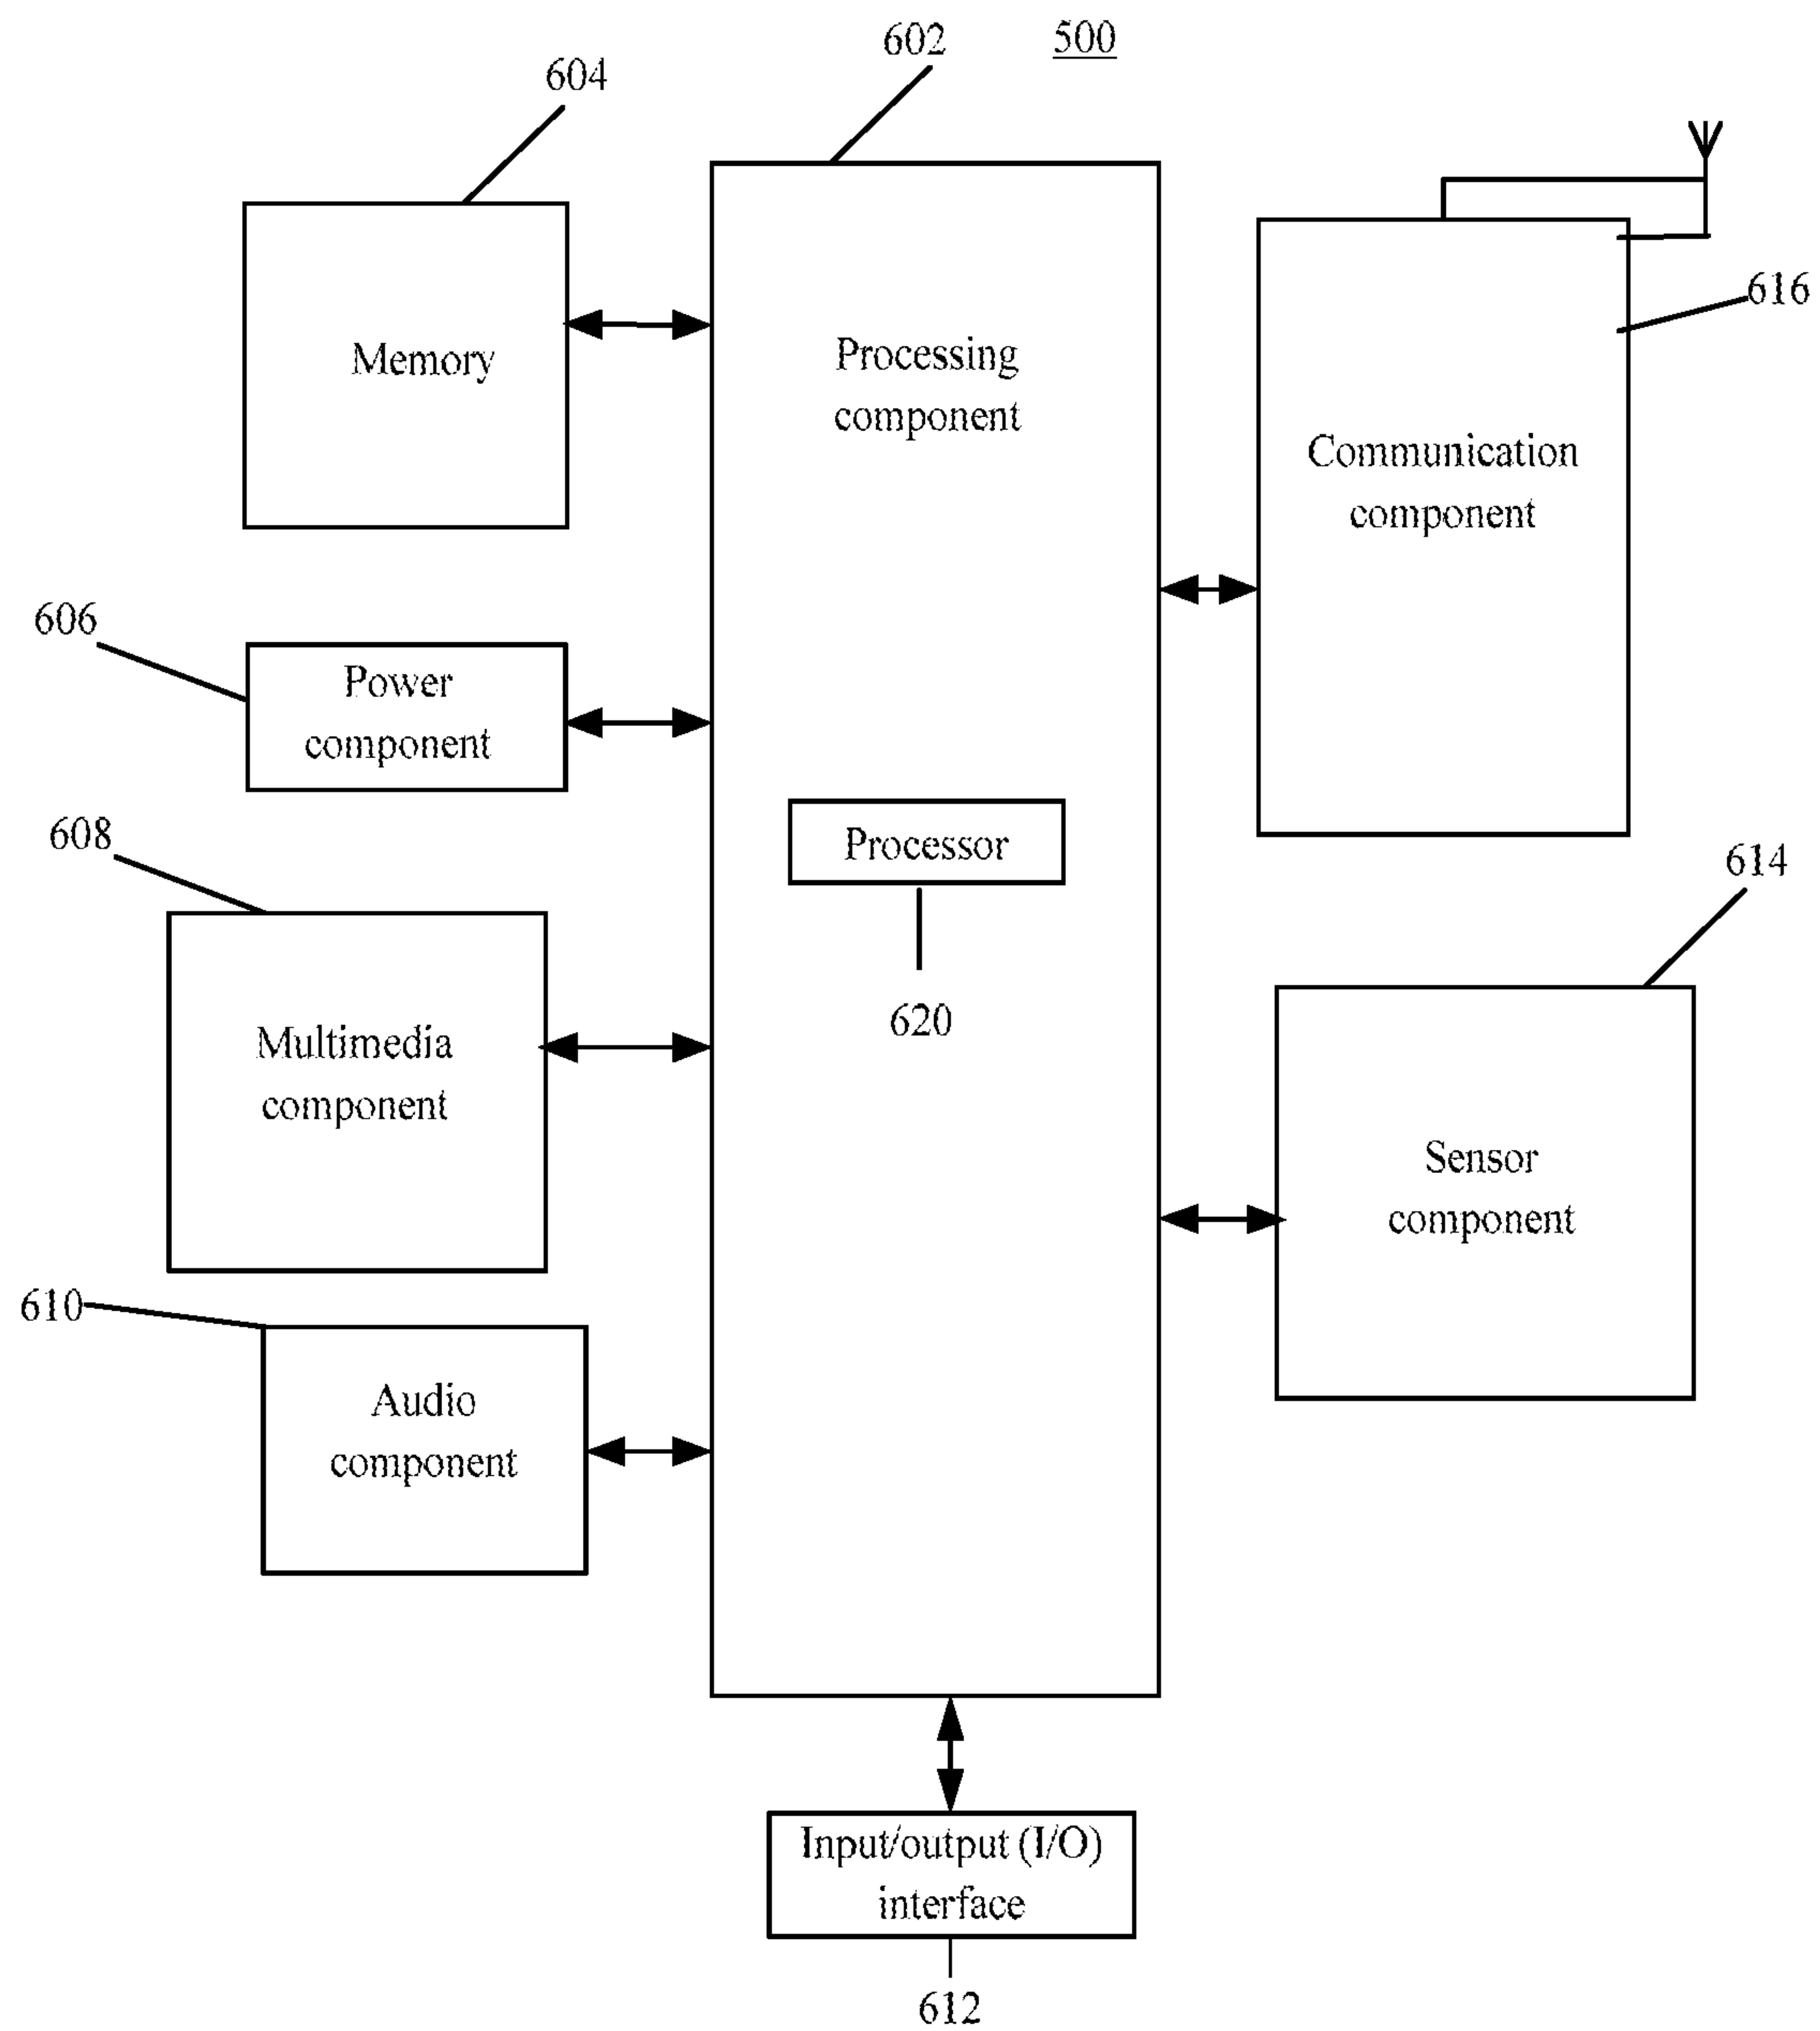 602
500
604
616
Memory
Processing
component
Communication
component
606
Power
component
608
Processor
614
620
Multimedia
component
Sensor
component
610
Audio
component
Input/output (I/O)
interface
612